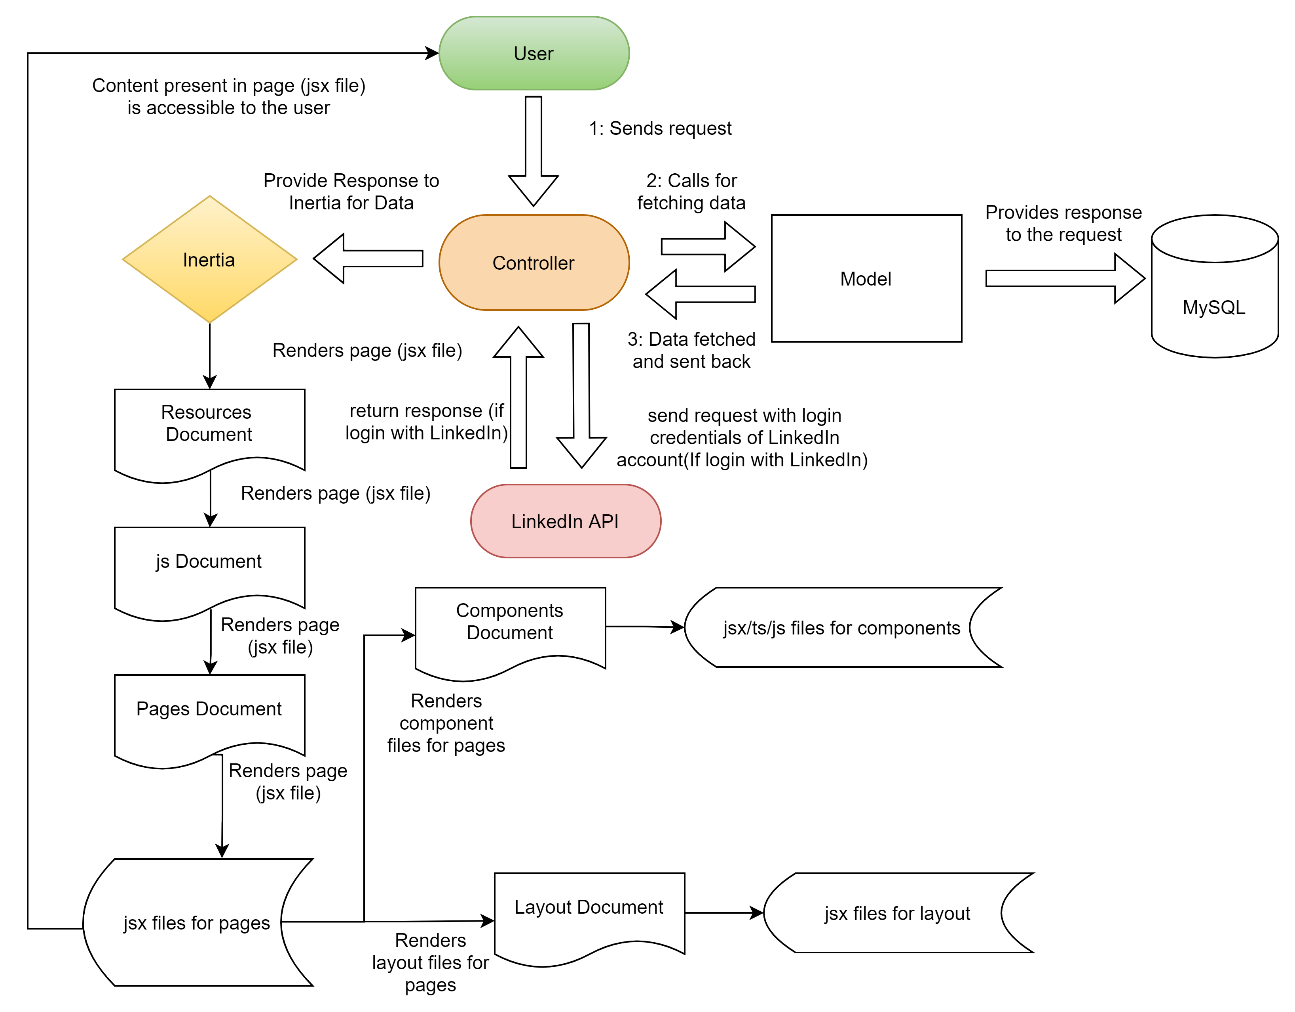 User
Content present in page (jsx file)
is accessible to the user
1: Sends request
Provide Response to
Inertia for Data
2: Calls for
fetching data
Provides response
to the request
Inertia
Controller
Model
MySQL
3: Data fetched
and sent back
Renders page (jsx file)
Resources
Document
return response (if
login with LinkedIn)
send request with login
credentials of LinkedIn
account(If login with LinkedIn)
Renders page (jsx file)
LinkedIn API
js Document
Renders page
(jsx file)
Components
Document
jsx/ts/js files for components
Pages Document
Renders
component
files for pages
Renders page
(jsx file)
jsx files for pages
Layout Document
jsx files for layout
Renders
layout files for
pages